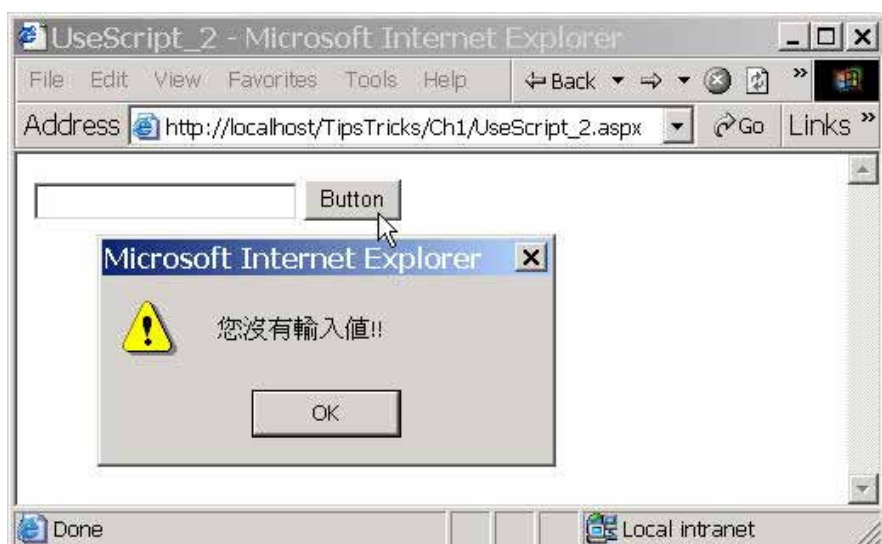 UseScript_2 - Microsoft Internet Explorer
File Edit View Favorites Tools Help Back »
Address http://localhost/TipsTricks/Ch1/UseScript_2.aspx Go Links »
Button
Microsoft Internet Explorer
您沒有輸入值!!
OK
Done Local intranet